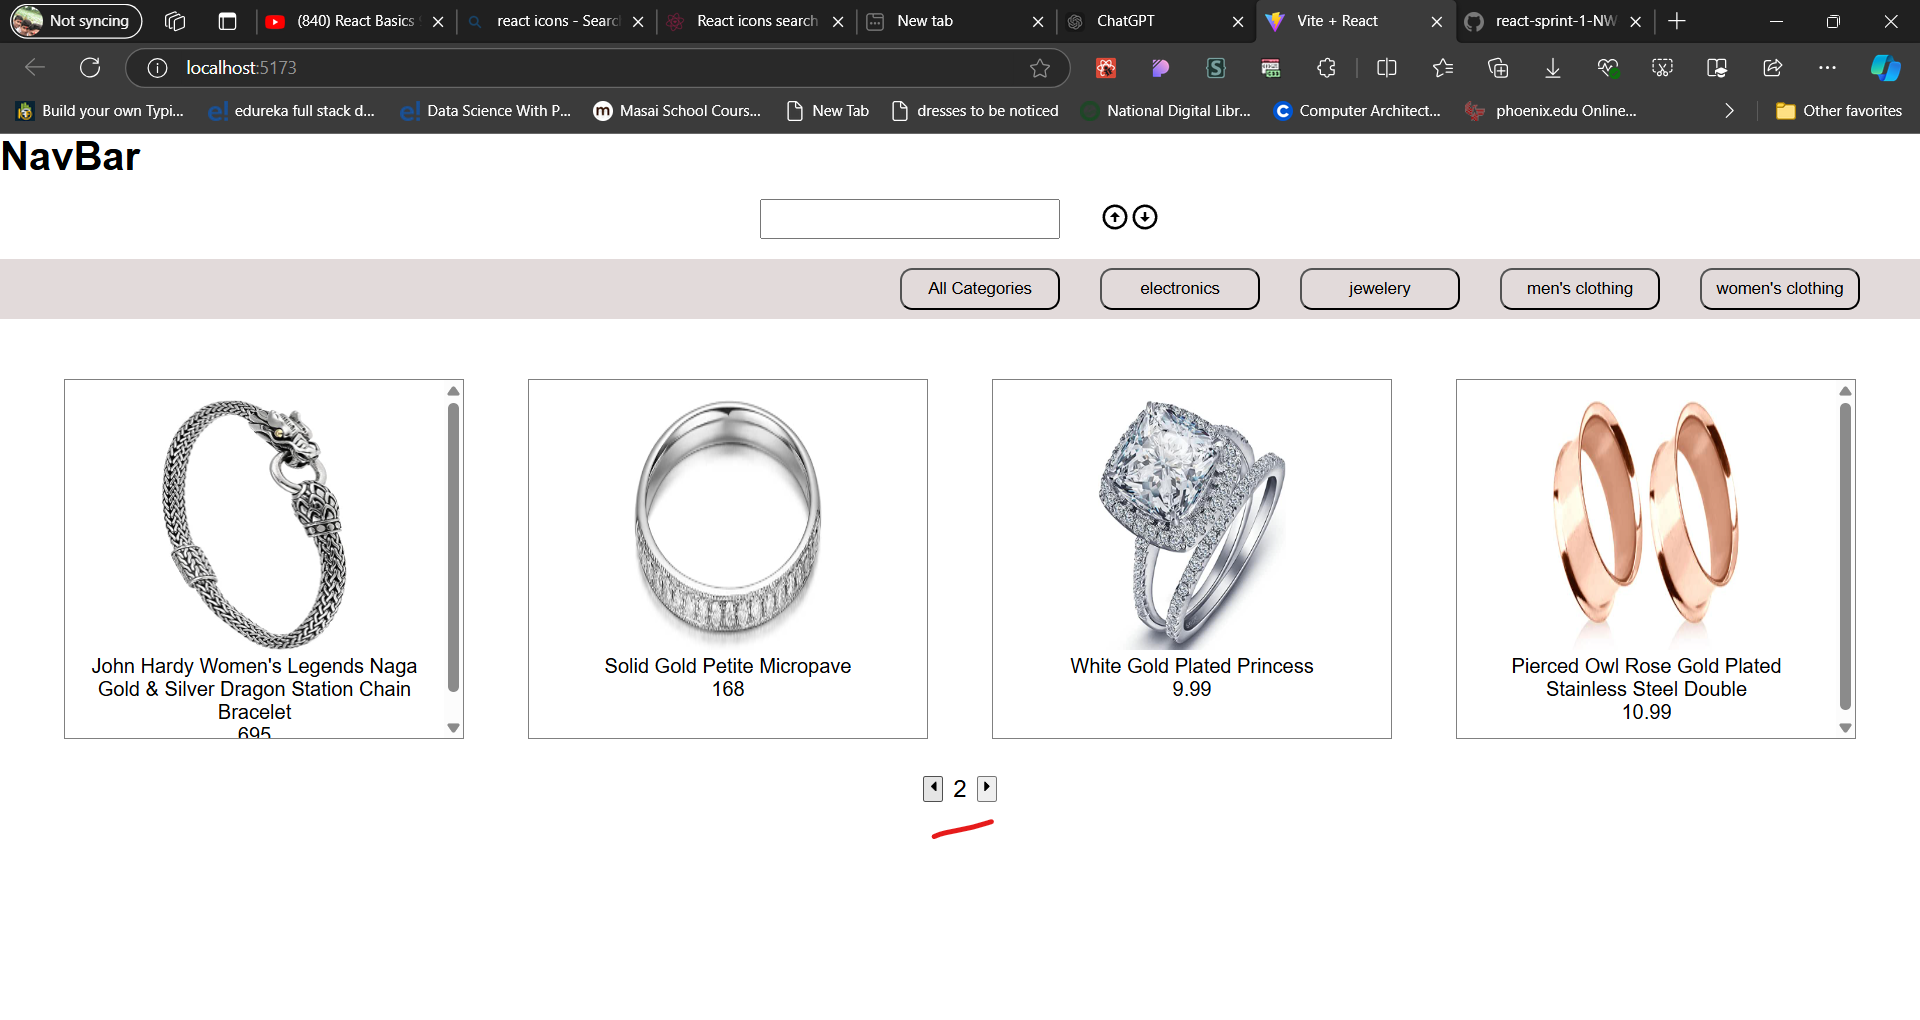 Not syncing
(840) React Basics
react icons - Searc
React icons search
New tab
ChatGPT
Vite + React
react-sprint-1-NW
localhost:5173
Build your own Typi...
edureka full stack d...
Data Science With P...
Masai School Cours...
New Tab
dresses to be noticed
National Digital Libr...
Computer Architect...
phoenix.edu Online...
Other favorites
NavBar
All Categories
electronics
jewelery
men's clothing
women's clothing
John Hardy Women's Legends Naga
Gold & Silver Dragon Station Chain
Bracelet
695
Solid Gold Petite Micropave
168
White Gold Plated Princess
9.99
Pierced Owl Rose Gold Plated
Stainless Steel Double
10.99
2